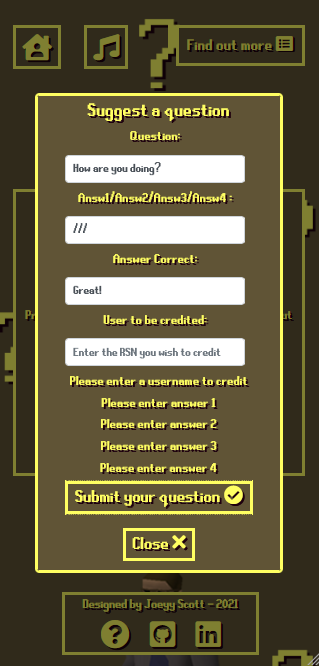 Find out more
Suggest a question
Question:
How are you doing?
Answ1/Answ2/Answ3/Answ4 :
///
Answer Correct:
Great!
User to be credited:
Enter the RSN you wish to credit
Please enter a username to credit
Please enter answer 1
Please enter answer 2
Please enter answer 3
Please enter answer 4
Submit your question
Close
Designed by Joeyy Scott - 2021